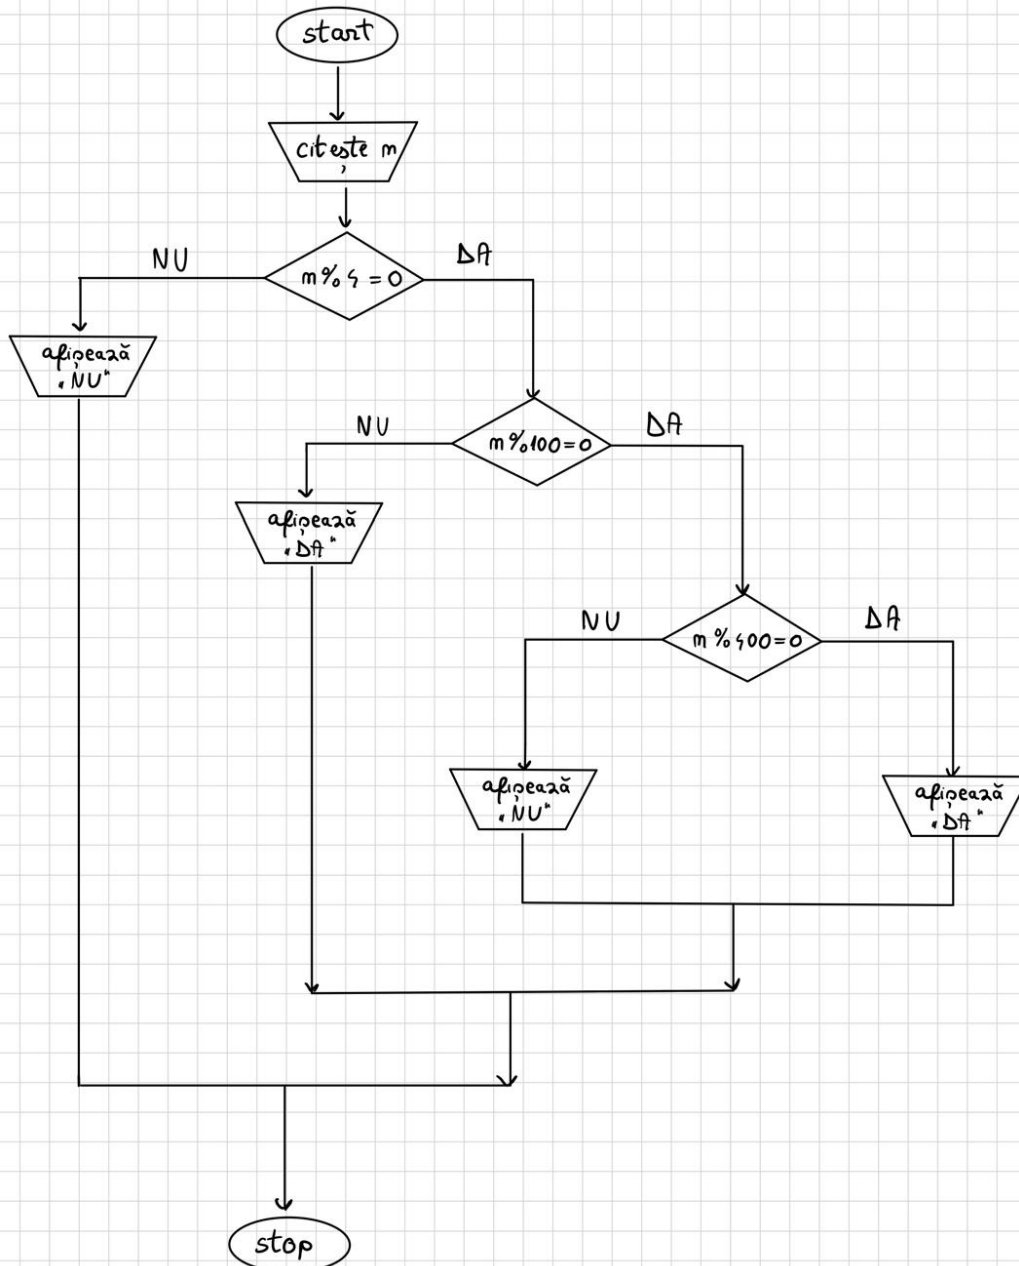 start
citește m
m % 4 = 0
NU
DA
afișează
„NU"
m % 100 = 0
NU
DA
afișează
„DA"
m % 400 = 0
NU
DA
afișează
„NU"
afișează
„DA"
stop